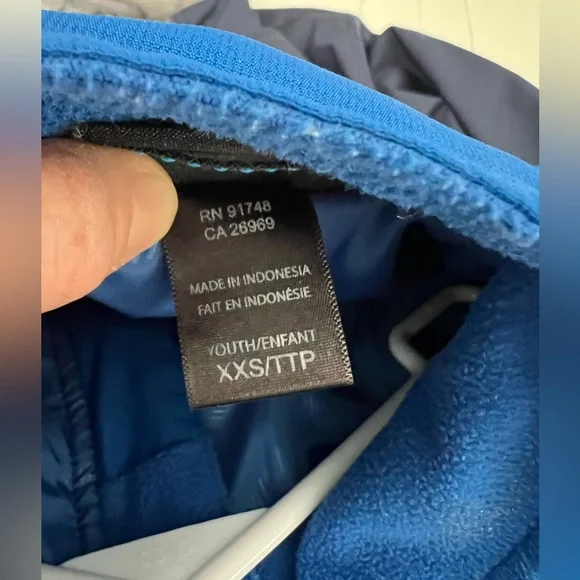 RN 91748
CA 26969
MADE IN INDONESIA
FAIT EN INDONÉSIE
YOUTH/ENFANT
XXS/TTP